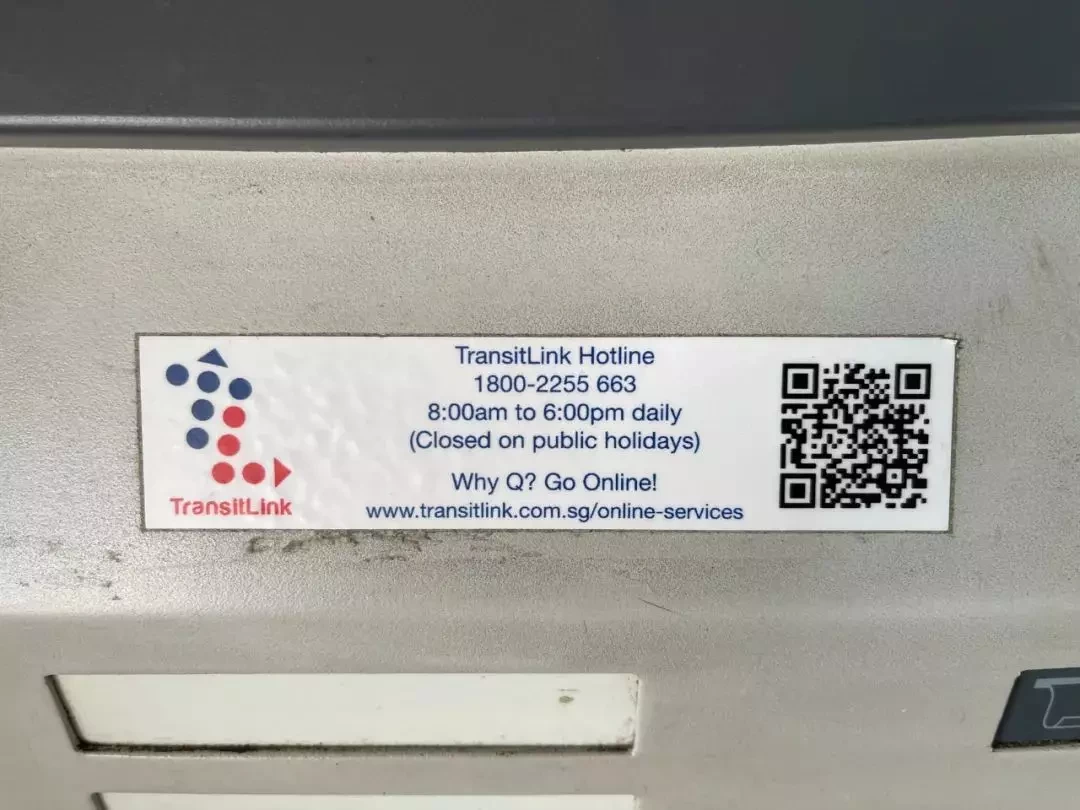 TransitLink
TransitLink Hotline
1800-2255 663
8:00am to 6:00pm daily
(Closed on public holidays)
Why Q? Go Online!
www.transitlink.com.sg/online-services